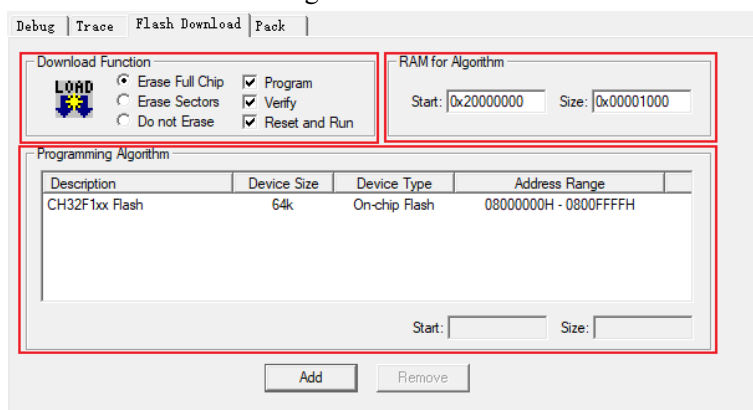 Debug Trace Flash Download Pack
Download Function
LOAD
Erase Full Chip
Erase Sectors
Do not Erase
Program
Verify
Reset and Run
RAM for Algorithm
Start: 0x20000000 Size: 0x00001000
Programming Algorithm
Description Device Size Device Type Address Range
CH32F1xx Flash 64k On-chip Flash 08000000H - 0800FFFFH
Start: Size:
Add Remove